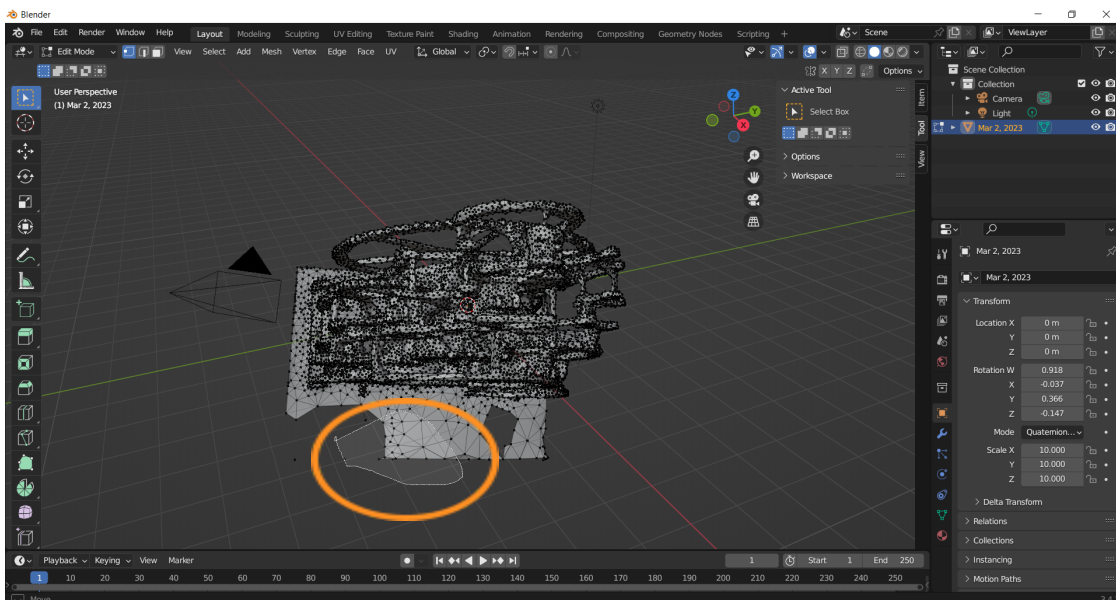 Blender
File Edit Render Window Help Layout Modeling Sculpting UV Editing Texture Paint Shading Animation Rendering Compositing Geometry Nodes Scripting + Scene ViewLayer
Edit Mode View Select Add Mesh Vertex Edge Face UV Global
X Y Z Options
User Perspective
(1) Mar 2, 2023
Z
Y
X
Active Tool
Select Box
Options
Workspace
Item
Tool
View
Scene Collection
Collection
Camera
Light
Mar 2, 2023
Mar 2, 2023
Mar 2, 2023
Transform
Location X 0 m
Y 0 m
Z 0 m
Rotation W 0.918
X -0.037
Y 0.366
Z -0.147
Mode Quaternion...
Scale X 10.000
Y 10.000
Z 10.000
Delta Transform
Relations
Collections
Instancing
Motion Paths
Playback Keying View Marker 1 Start 1 End 250
1 10 20 30 40 50 60 70 80 90 100 110 120 130 140 150 160 170 180 190 200 210 220 230 240 250
Move
3.4